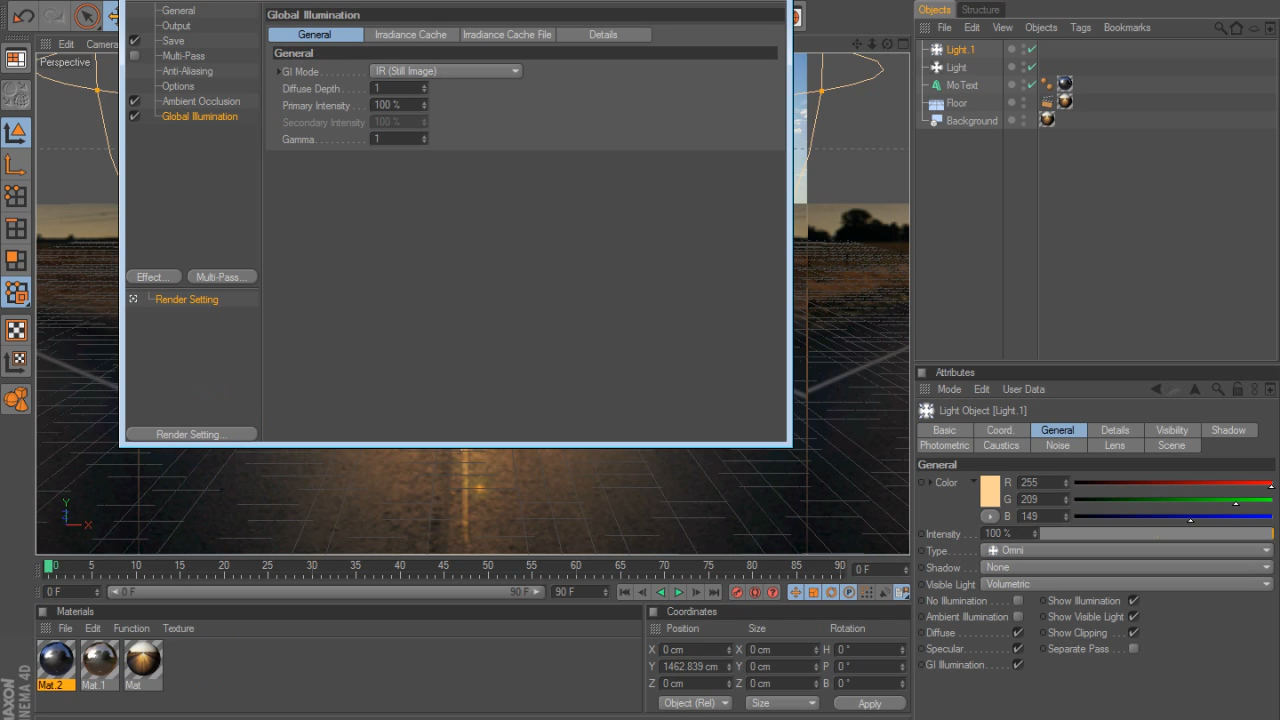 General
Output
Save
Multi-Pass
Anti-Aliasing
Options
Ambient Occlusion
Global Illumination
Effect...
Multi-Pass...
Render Setting
Render Setting...
Global Illumination
General
Irradiance Cache
Irradiance Cache File
Details
General
GI Mode
IR (Still Image)
Diffuse Depth
1
Primary Intensity
100 %
Secondary Intensity
100 %
Gamma
1
Edit
Camera
Perspective
Y
X
Objects
Structure
File
Edit
View
Objects
Tags
Bookmarks
Light.1
Light
MoText
Floor
Background
Attributes
Mode
Edit
User Data
Light Object [Light.1]
Basic
Coord.
General
Details
Visibility
Shadow
Photometric
Caustics
Noise
Lens
Scene
General
Color
R
255
G
209
B
149
Intensity
100 %
Type
Omni
Shadow
None
Visible Light
Volumetric
No Illumination
Show Illumination
Ambient Illumination
Show Visible Light
Diffuse
Show Clipping
Specular
Separate Pass
GI Illumination
0 5 10 15 20 25 30 35 40 45 50 55 60 65 70 75 80 85 90
0 F
0 F
0 F
90 F
90 F
Materials
File
Edit
Function
Texture
Mat.2
Mat.1
Mat
Coordinates
Position
Size
Rotation
X 0 cm X 0 cm H 0 °
Y 1462.839 cm Y 0 cm P 0 °
Z 0 cm Z 0 cm B 0 °
Object (Rel)
Size
Apply
MAXON
CINEMA 4D